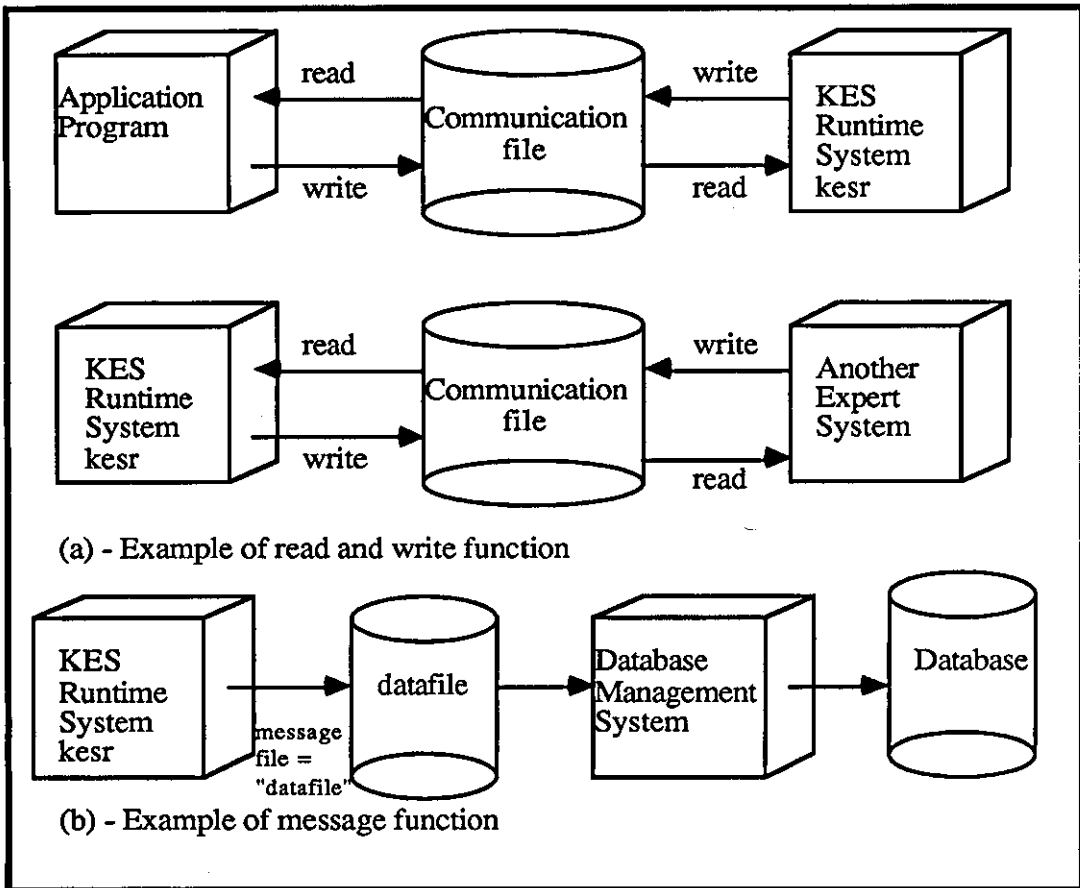 Application
Program
read
write
Communication
file
write
read
KES
Runtime
System
kesr
KES
Runtime
System
kesr
read
write
Communication
file
write
read
Another
Expert
System
(a) - Example of read and write function
KES
Runtime
System
kesr
message
file =
"datafile"
datafile
Database
Management
System
Database
(b) - Example of message function